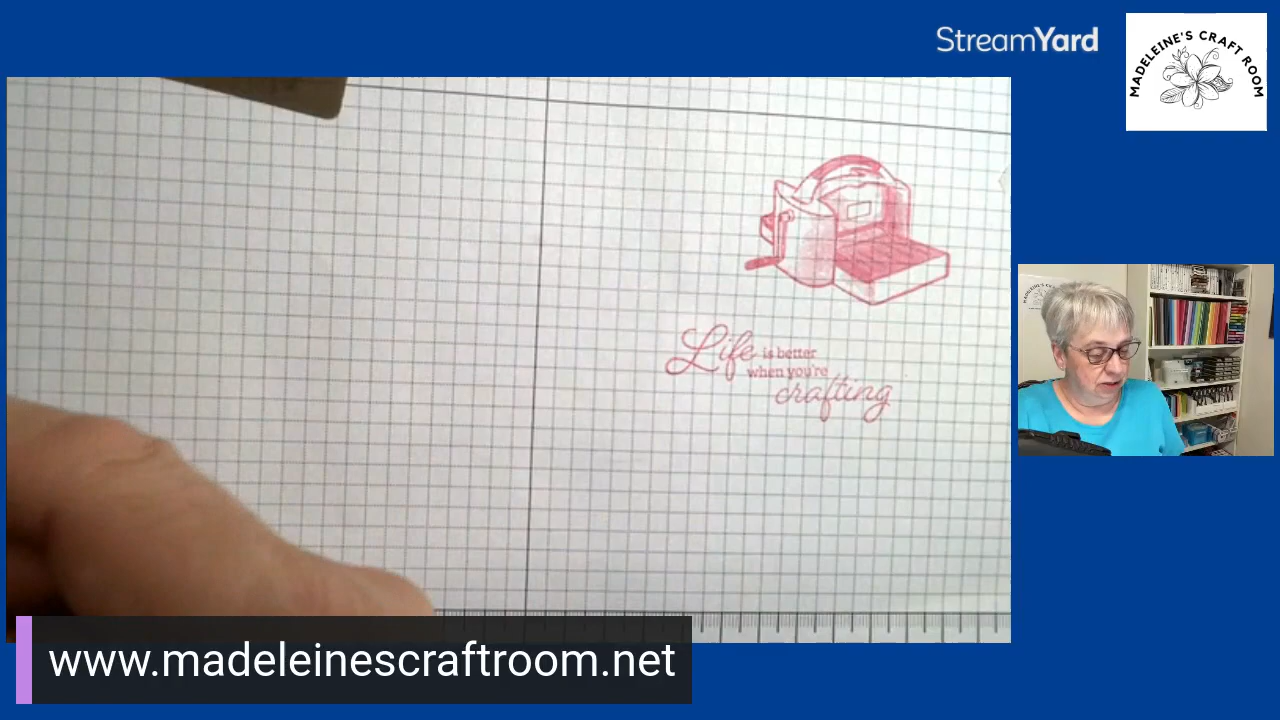 StreamYard
MADELEINE'S CRAFT ROOM
Life is better
when you're
crafting
www.madeleinescraftroom.net